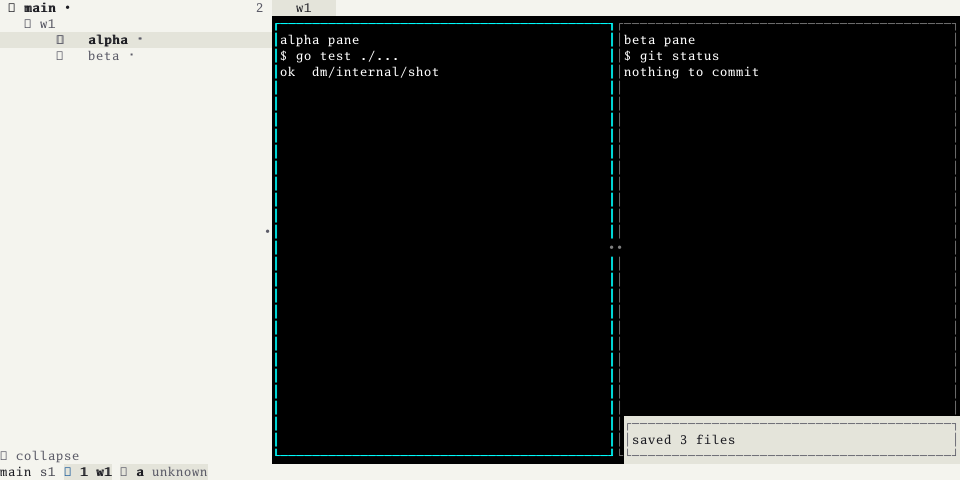 main • 2
w1
alpha •
beta •
collapse
main s1 1 w1 a unknown
w1
alpha pane
$ go test ./...
ok  dm/internal/shot
beta pane
$ git status
nothing to commit
saved 3 files